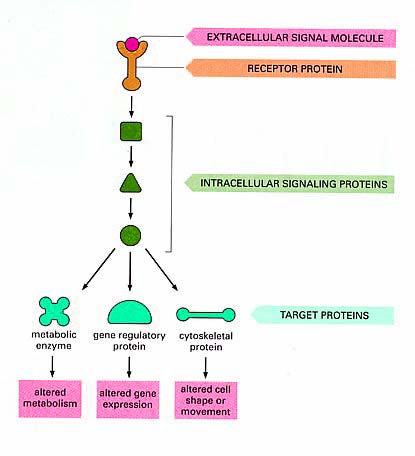 EXTRACELLULAR SIGNAL MOLECULE
RECEPTOR PROTEIN
INTRACELLULAR SIGNALING PROTEINS
TARGET PROTEINS
metabolic
enzyme
gene regulatory
protein
cytoskeletal
protein
altered
metabolism
altered gene
expression
altered cell
shape or
movement